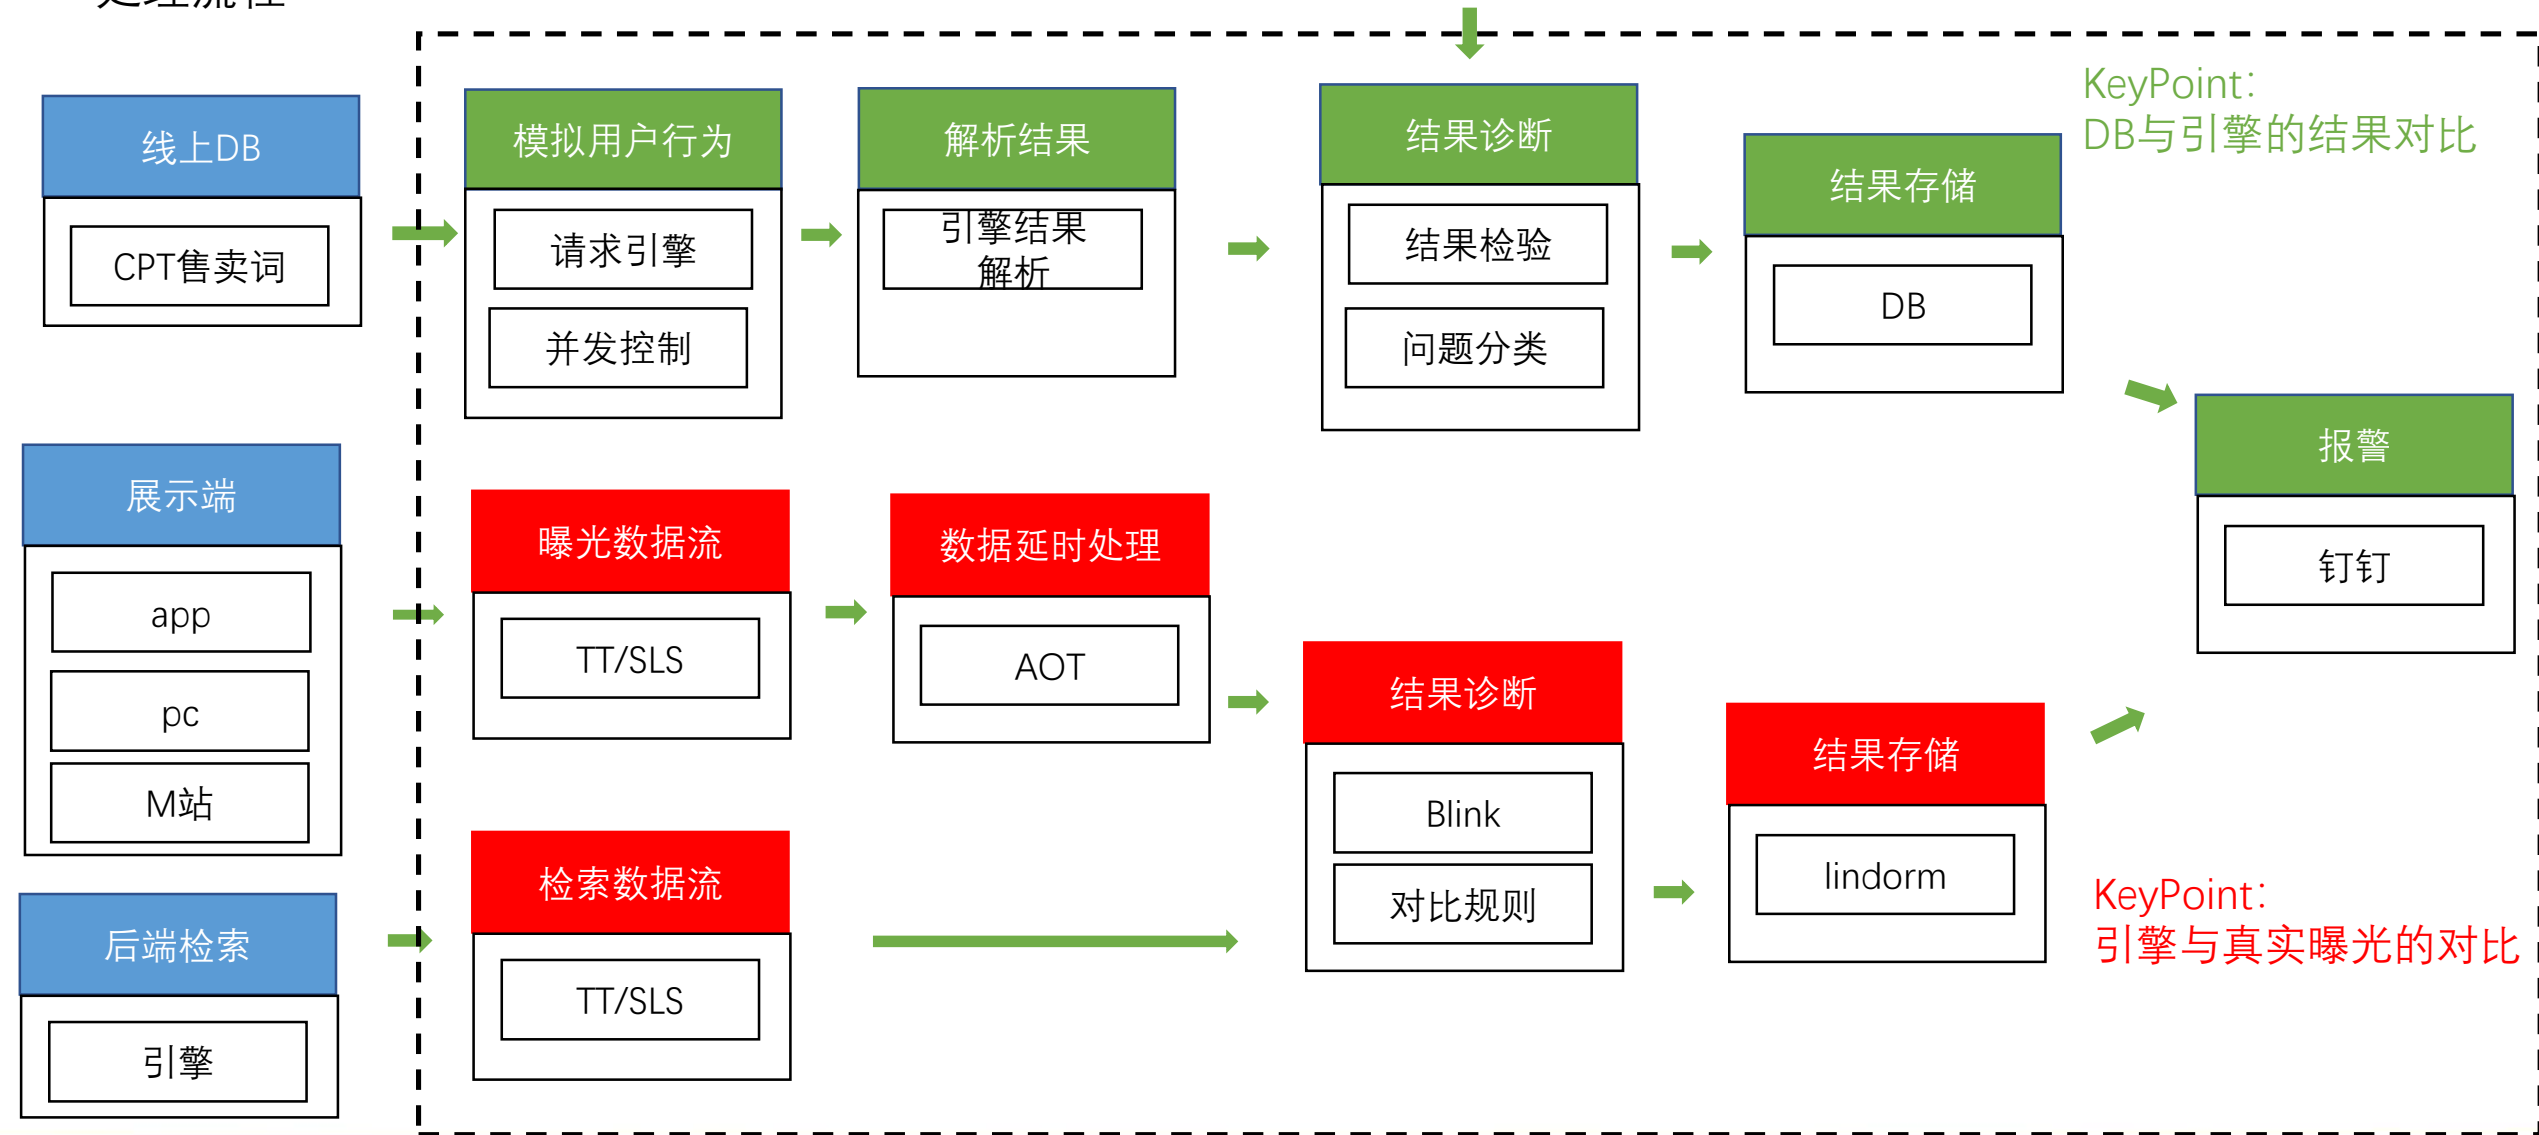 处理流程
线上DB
CPT售卖词
模拟用户行为
请求引擎
并发控制
解析结果
引擎结果
解析
结果诊断
结果检验
问题分类
结果存储
DB
KeyPoint：
DB与引擎的结果对比
报警
钉钉
展示端
app
pc
M站
曝光数据流
TT/SLS
数据延时处理
AOT
后端检索
引擎
检索数据流
TT/SLS
结果诊断
Blink
对比规则
结果存储
lindorm
KeyPoint：
引擎与真实曝光的对比